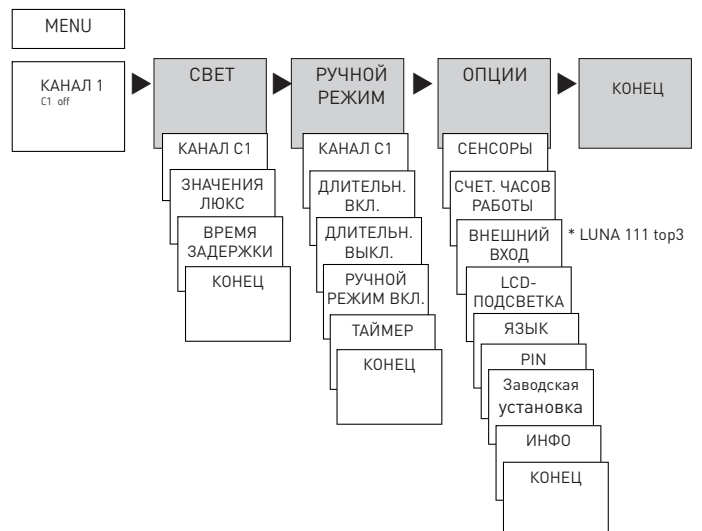 MENU
КАНАЛ 1
C1 off
СВЕТ
КАНАЛ C1
ЗНАЧЕНИЯ
ЛЮКС
ВРЕМЯ
ЗАДЕРЖКИ
КОНЕЦ
РУЧНОЙ
РЕЖИМ
КАНАЛ C1
ДЛИТЕЛЬН.
ВКЛ.
ДЛИТЕЛЬН.
ВЫКЛ.
РУЧНОЙ
РЕЖИМ ВКЛ.
ТАЙМЕР
КОНЕЦ
ОПЦИИ
СЕНСОРЫ
СЧЕТ. ЧАСОВ
РАБОТЫ
ВНЕШНИЙ
ВХОД
* LUNA 111 top3
LCD-
ПОДСВЕТКА
ЯЗЫК
PIN
Заводская
установка
ИНФО
КОНЕЦ
КОНЕЦ